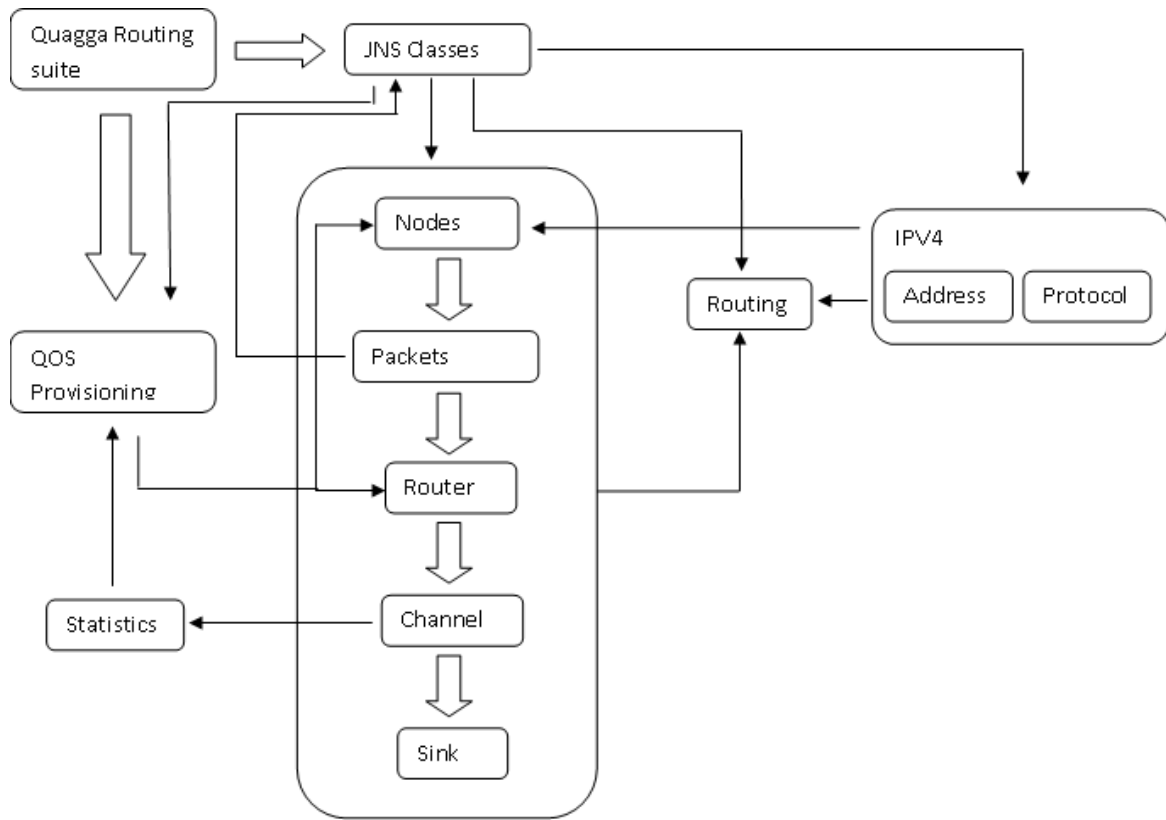 Quagga Routing
suite
JNS Classes
Nodes
IPV4
Address
Protocol
Routing
Packets
QOS
Provisioning
Router
Channel
Statistics
Sink